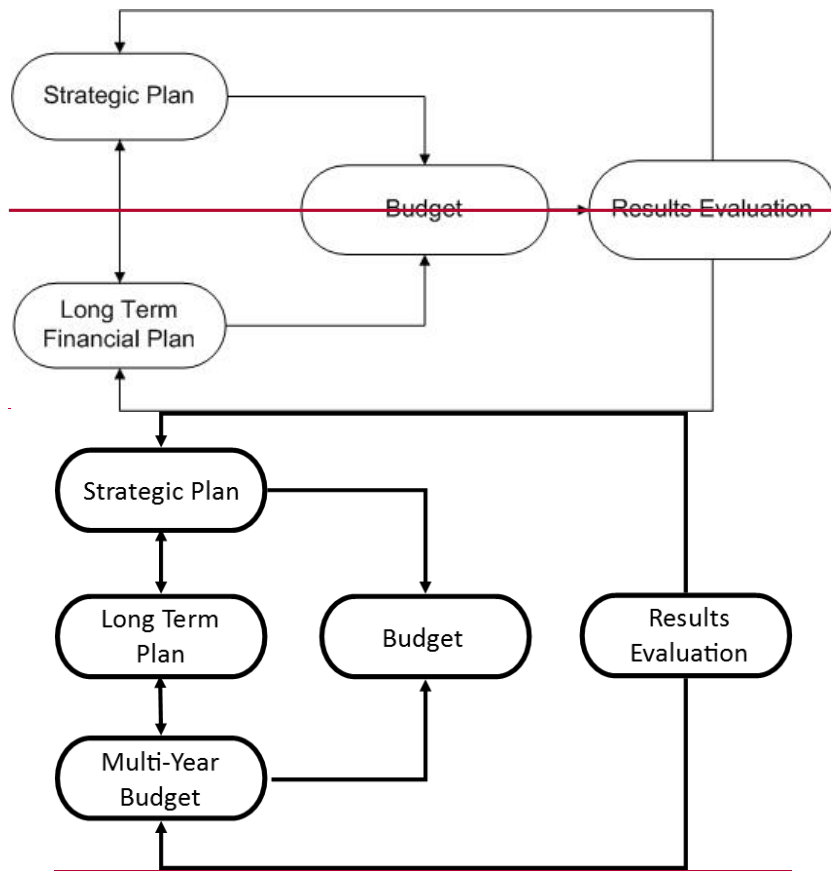 Strategic Plan
Budget
Results Evaluation
Long Term
Financial Plan
Strategic Plan
Long Term
Plan
Budget
Results
Evaluation
Multi-Year
Budget